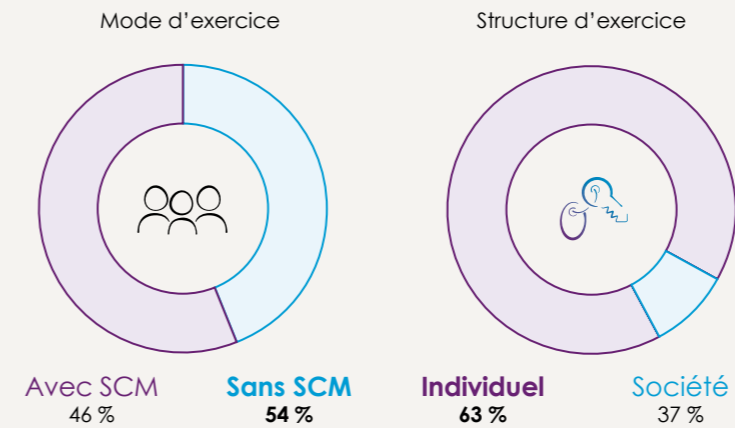 Mode d’exercice
Avec SCM
46 %
Sans SCM
54 %
Structure d’exercice
Individuel
63 %
Société
37 %